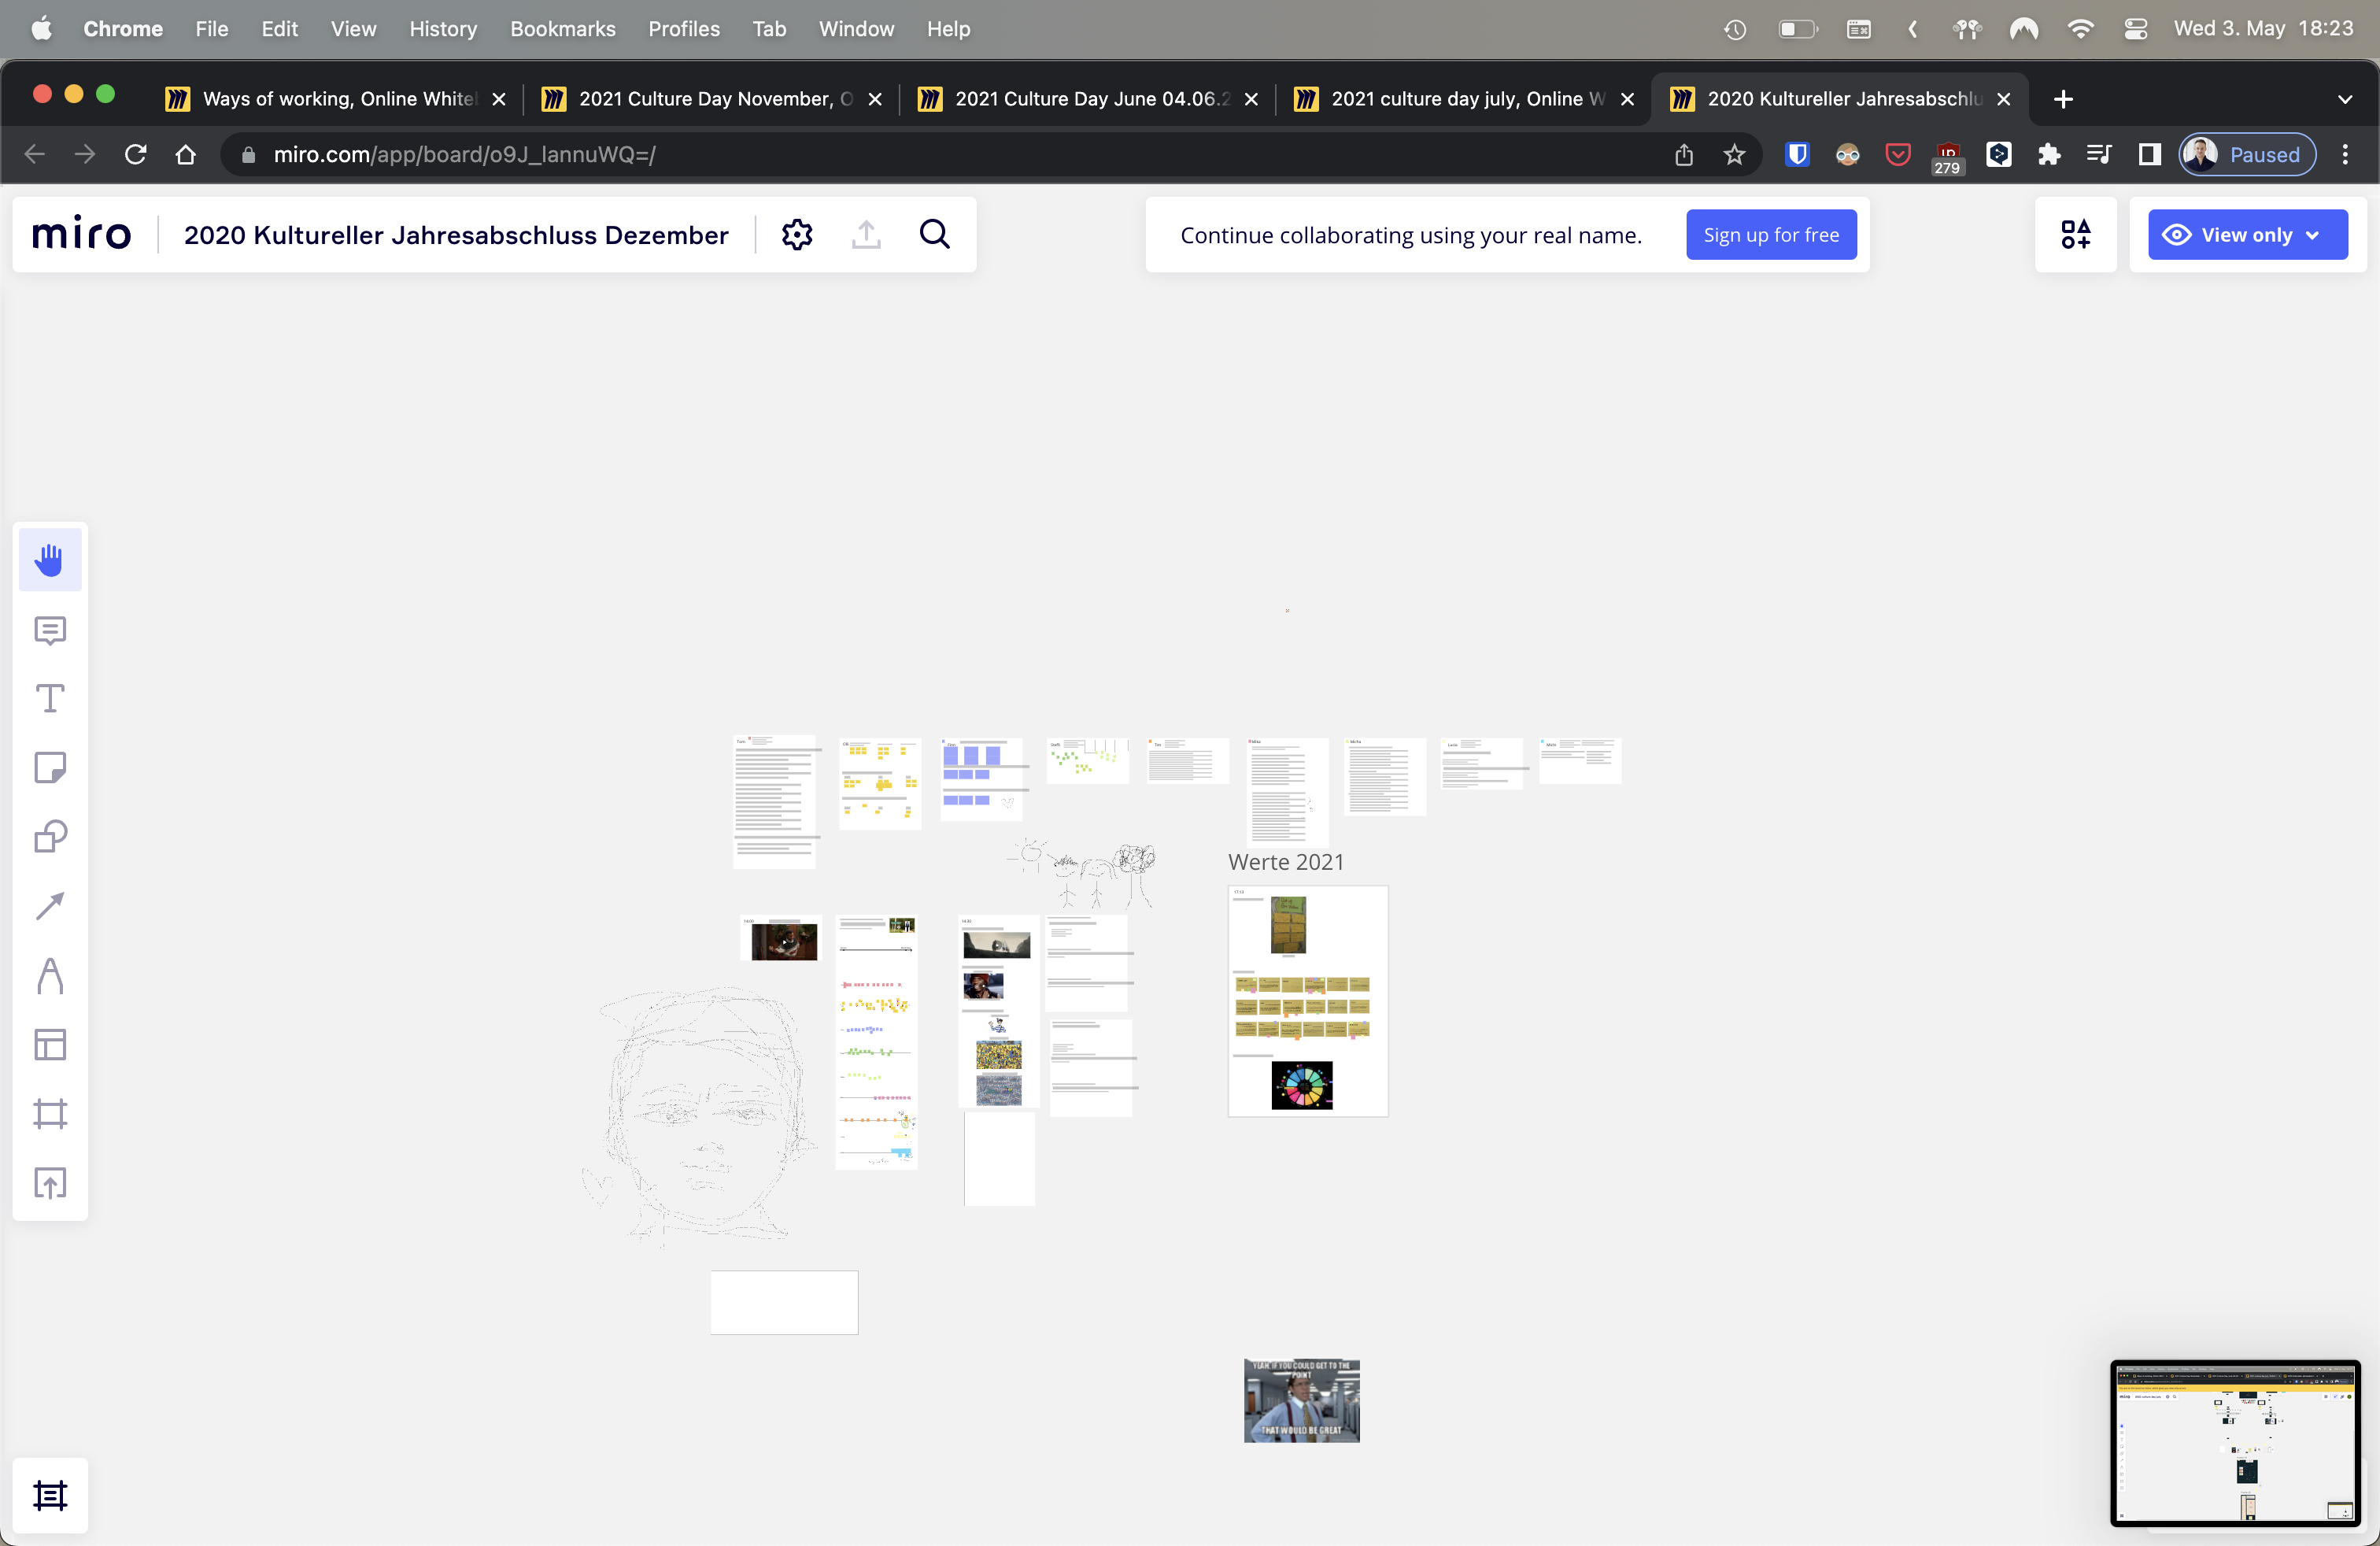 Chrome File Edit View History Bookmarks Profiles Tab Window Help Wed 3. May 18:23
Ways of working, Online White
2021 Culture Day November, O
2021 Culture Day June 04.06.2
2021 culture day july, Online W
2020 Kultureller Jahresabschlu
miro.com/app/board/o9J_lannuWQ=/
279
Paused
miro
2020 Kultureller Jahresabschluss Dezember
Continue collaborating using your real name.
Sign up for free
View only
Werte 2021
YEAH, IF YOU COULD GET TO THE
POINT
THAT WOULD BE GREAT